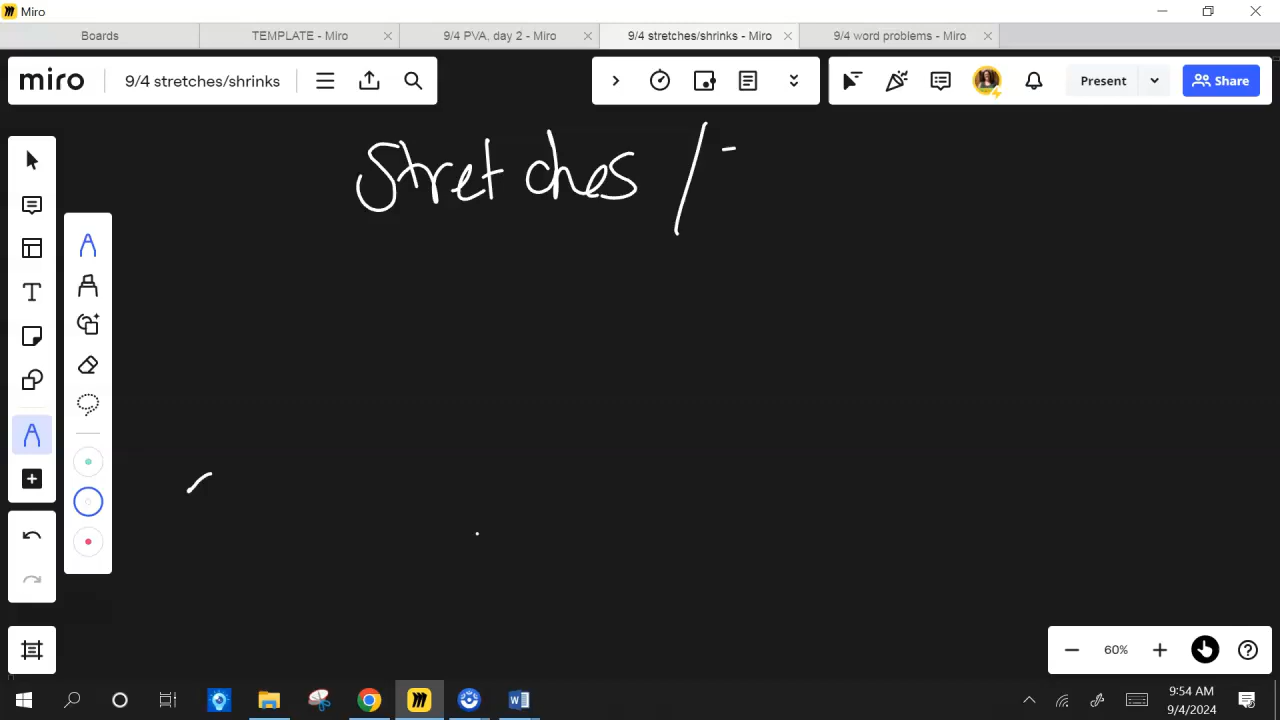 Miro
Boards
TEMPLATE - Miro
9/4 PVA, day 2 - Miro
9/4 stretches/shrinks - Miro
9/4 word problems - Miro
miro
9/4 stretches/shrinks
Present
Share
Stretches /
60%
9:54 AM
9/4/2024